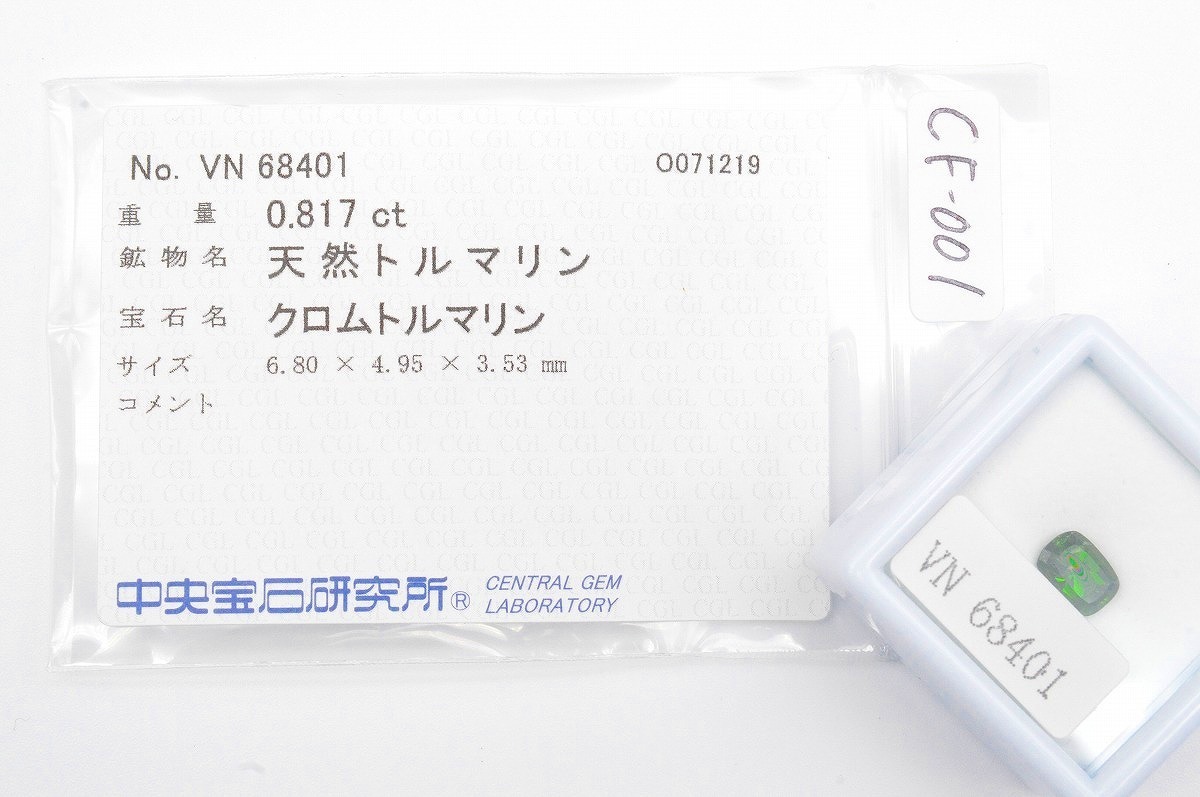 No. VN 68401 O071219
重量 0.817 ct
鉱物名 天然トルマリン
宝石名 クロムトルマリン
サイズ 6.80 × 4.95 × 3.53 mm
コメント
中央宝石研究所® CENTRAL GEM
LABORATORY
CF-001
VN 68401